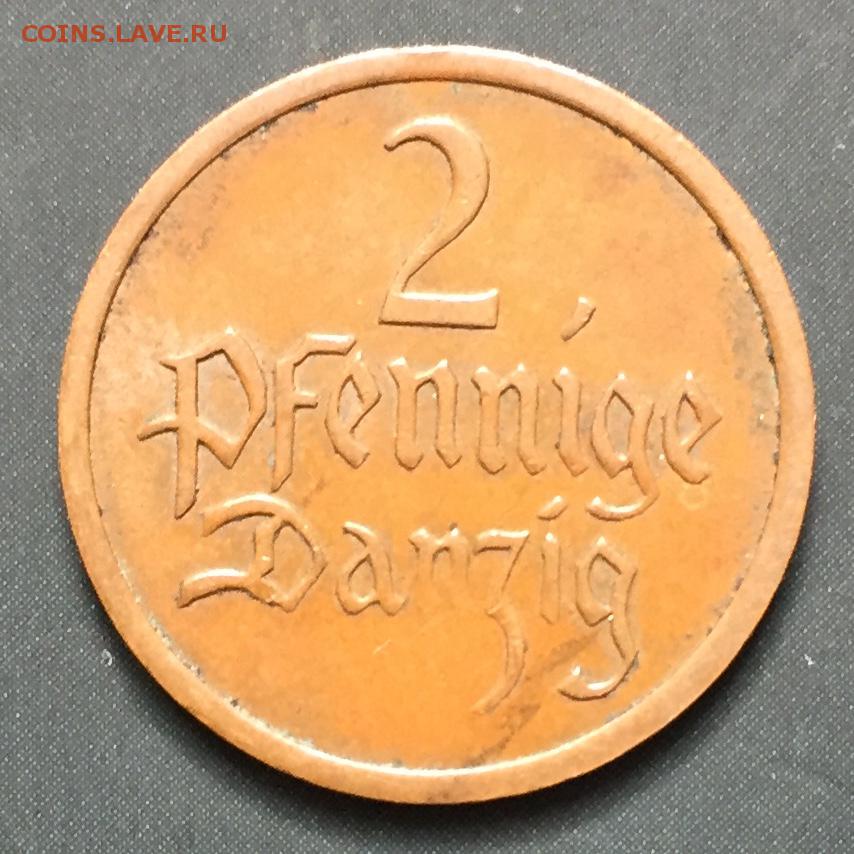 COINS.LAVE.RU
2
Pfennige
Danzig